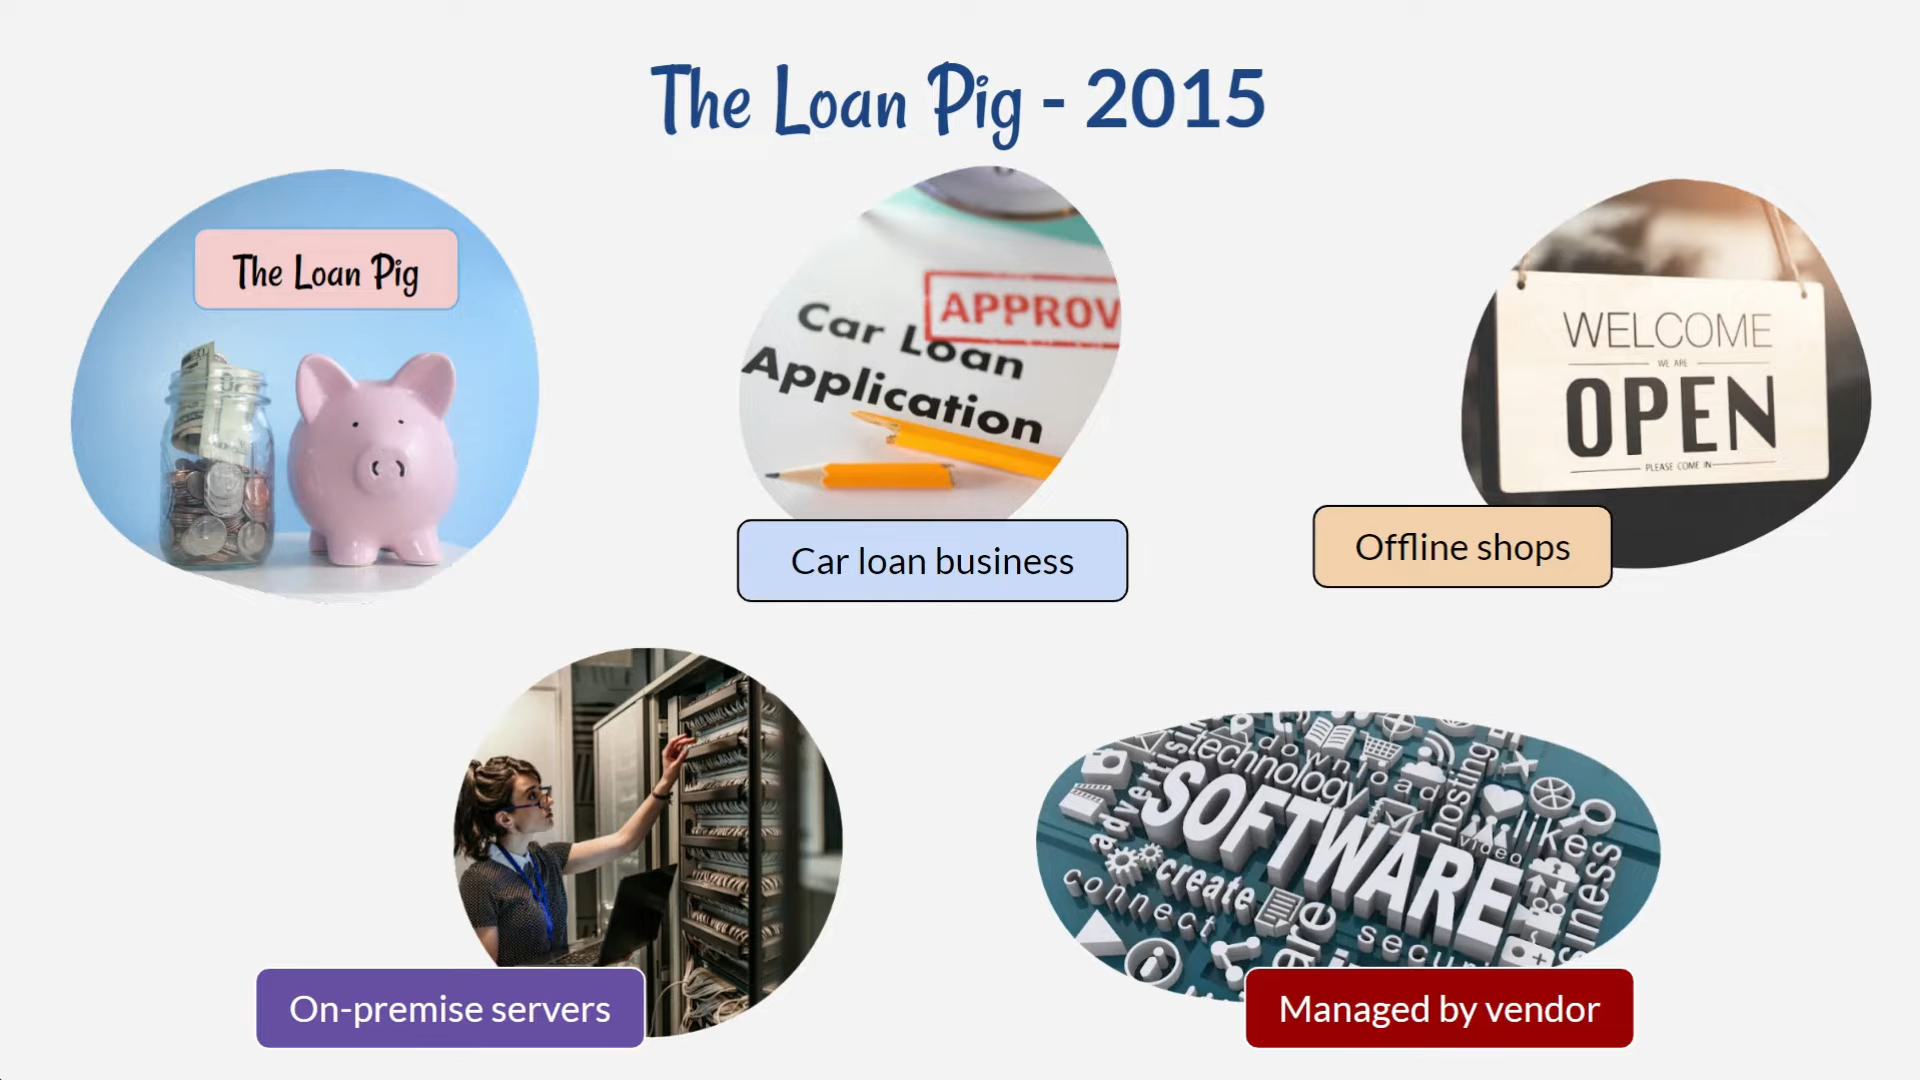 The Loan Pig - 2015
The Loan Pig
APPROV
Car Loan
Application
Car loan business
WELCOME
WE ARE
OPEN
PLEASE COME IN
Offline shops
On-premise servers
technology
download
hosting
SOFTWARE
likes
video
create
connect
Managed by vendor